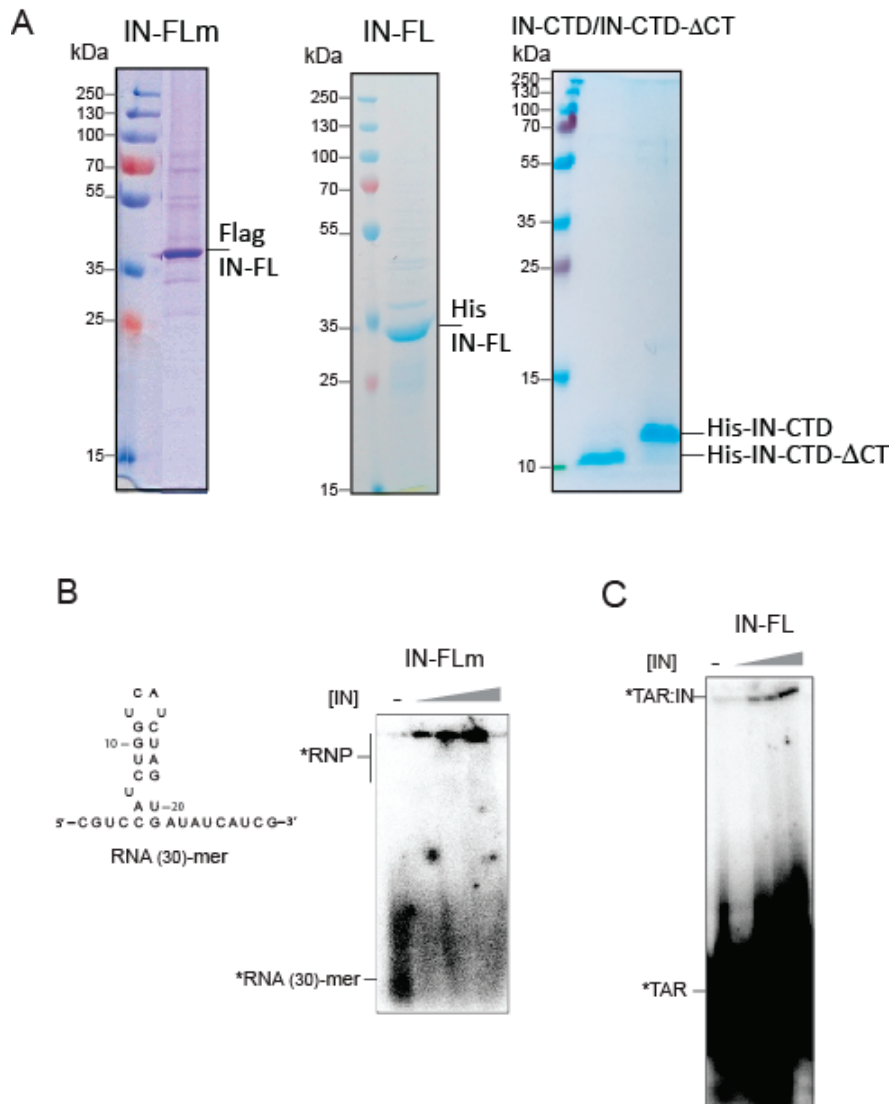 A
IN-FLm
kDa
250
130
100
70
55
35
25
15
Flag
IN-FL
IN-FL
kDa
250
130
100
70
55
35
25
15
His
IN-FL
IN-CTD/IN-CTD-ΔCT
kDa
250
130
100
70
55
35
25
15
10
His-IN-CTD
His-IN-CTD-ΔCT
B
C A
U U
G C
10 G U
U A
C G
U
A U 20
5'-CGUCCGAUAUCAUCG-3'
RNA (30)-mer
IN-FLm
[IN] -
*RNP
*RNA (30)-mer
C
IN-FL
[IN] -
*TAR:IN
*TAR